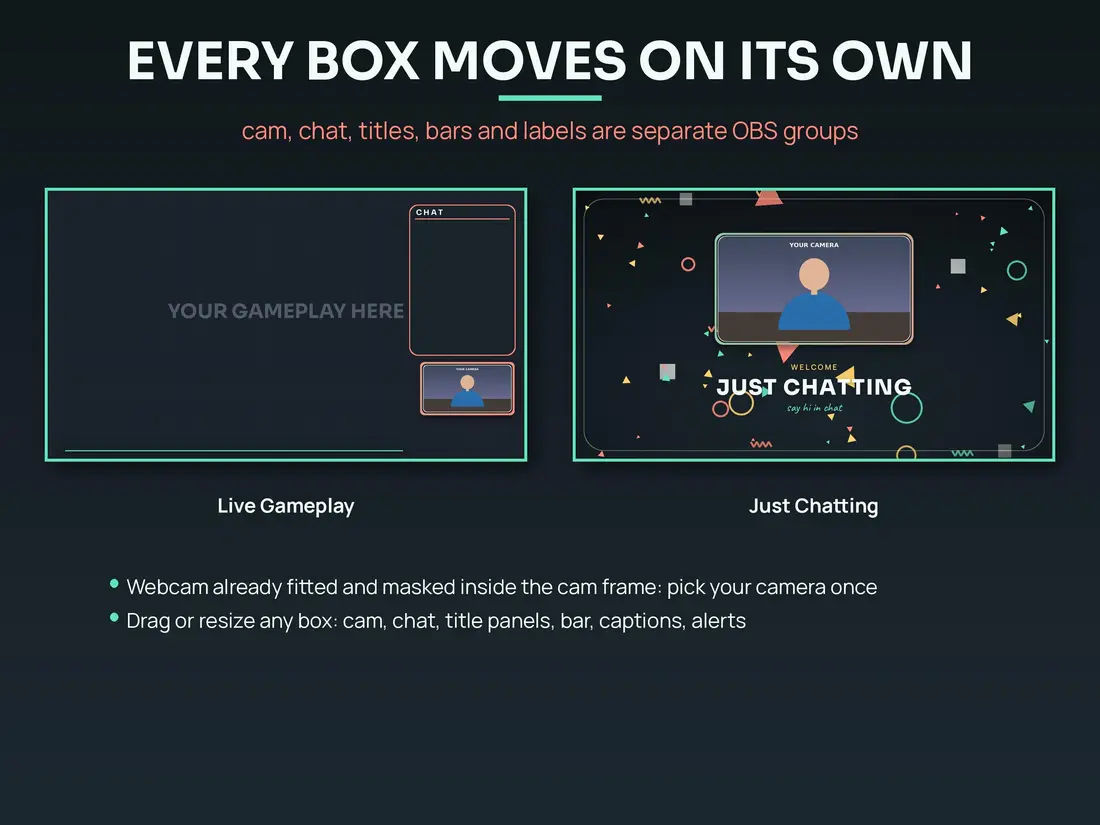 EVERY BOX MOVES ON ITS OWN
cam, chat, titles, bars and labels are separate OBS groups
CHAT
YOUR GAMEPLAY HERE
YOUR CAMERA
YOUR CAMERA
WELCOME
JUST CHATTING
say hi in chat
Live Gameplay
Just Chatting
Webcam already fitted and masked inside the cam frame: pick your camera once
Drag or resize any box: cam, chat, title panels, bar, captions, alerts